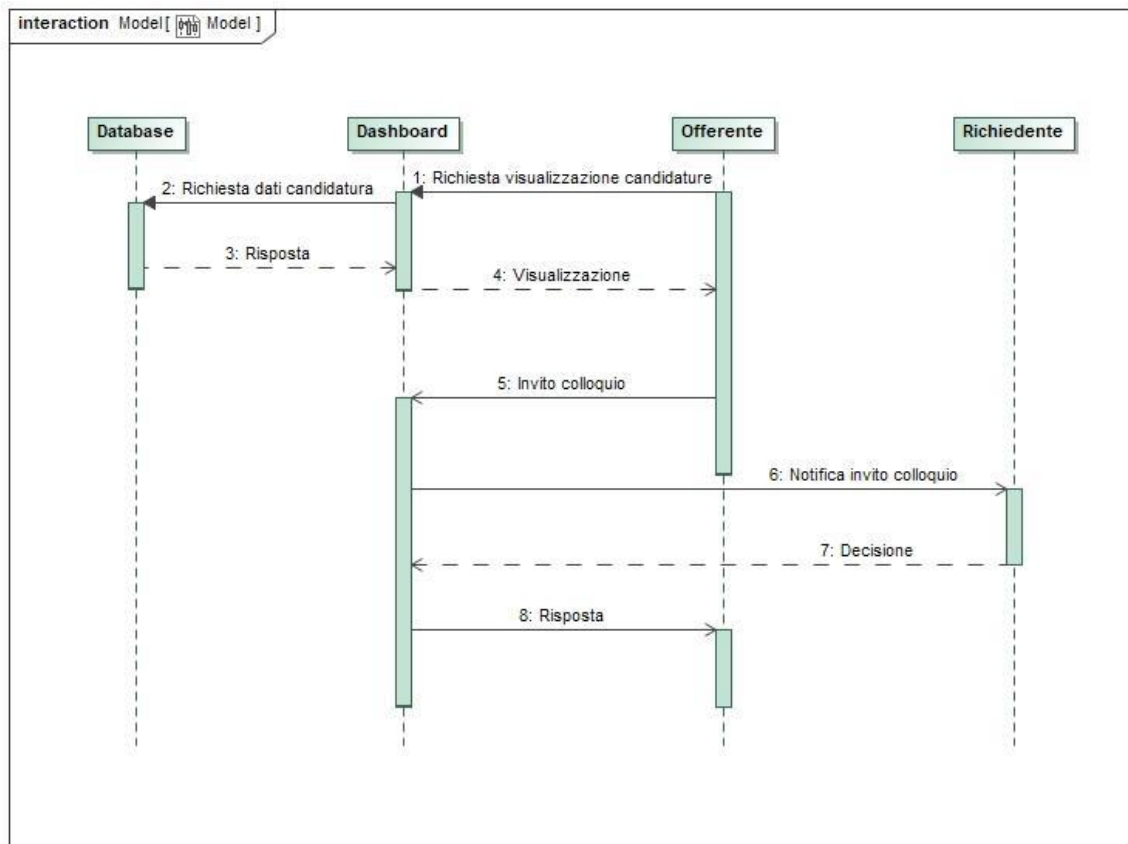 interaction Model[ Model ]
Database
Dashboard
Offerente
Richiedente
1: Richiesta visualizzazione candidature
2: Richiesta dati candidatura
3: Risposta
4: Visualizzazione
5: Invito colloquio
6: Notifica invito colloquio
7: Decisione
8: Risposta